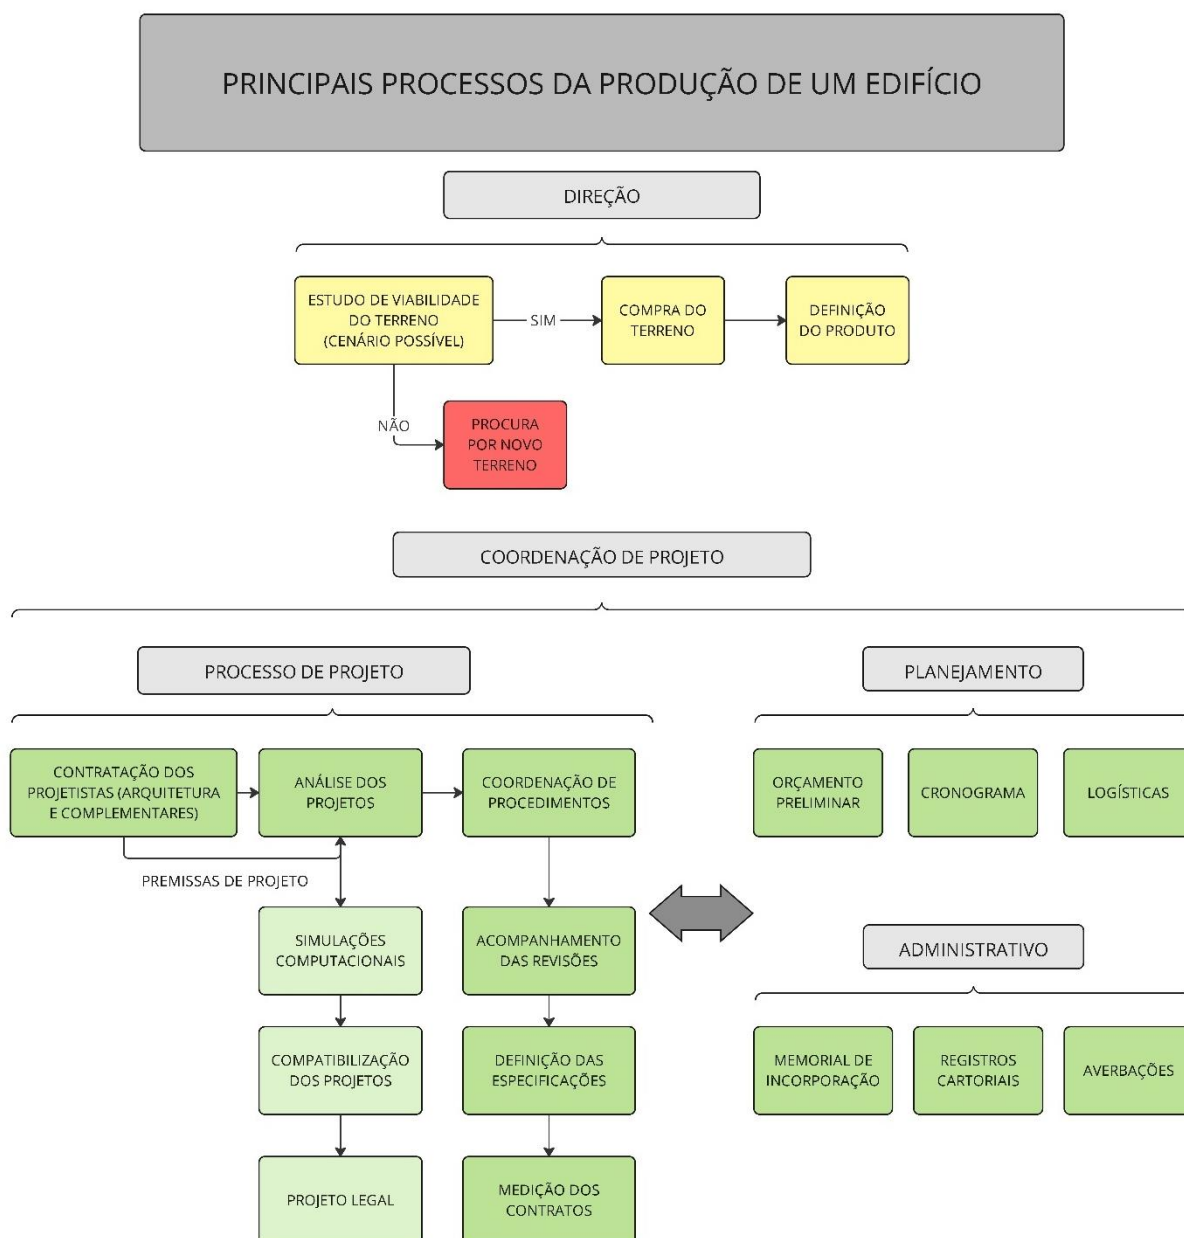 PRINCIPAIS PROCESSOS DA PRODUÇÃO DE UM EDIFÍCIO
DIREÇÃO
ESTUDO DE VIABILIDADE
DO TERRENO
(CENÁRIO POSSÍVEL)
SIM
COMPRA DO
TERRENO
DEFINIÇÃO
DO PRODUTO
NÃO
PROCURA
POR NOVO
TERRENO
COORDENAÇÃO DE PROJETO
PROCESSO DE PROJETO
CONTRATAÇÃO DOS
PROJETISTAS (ARQUITETURA
E COMPLEMENTARES)
ANÁLISE DOS
PROJETOS
COORDENAÇÃO DE
PROCEDIMENTOS
PREMISSAS DE PROJETO
SIMULAÇÕES
COMPUTACIONAIS
ACOMPANHAMENTO
DAS REVISÕES
COMPATIBILIZAÇÃO
DOS PROJETOS
DEFINIÇÃO DAS
ESPECIFICAÇÕES
PROJETO LEGAL
MEDIÇÃO DOS
CONTRATOS
PLANEJAMENTO
ORÇAMENTO
PRELIMINAR
CRONOGRAMA
LOGÍSTICAS
ADMINISTRATIVO
MEMORIAL DE
INCORPORAÇÃO
REGISTROS
CARTORIAIS
AVERBAÇÕES